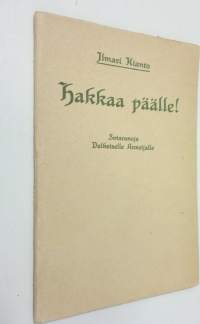 Ilmari Kianto
Hakkaa päälle!
Sotarunoja
Valkoiselle Armeijalle